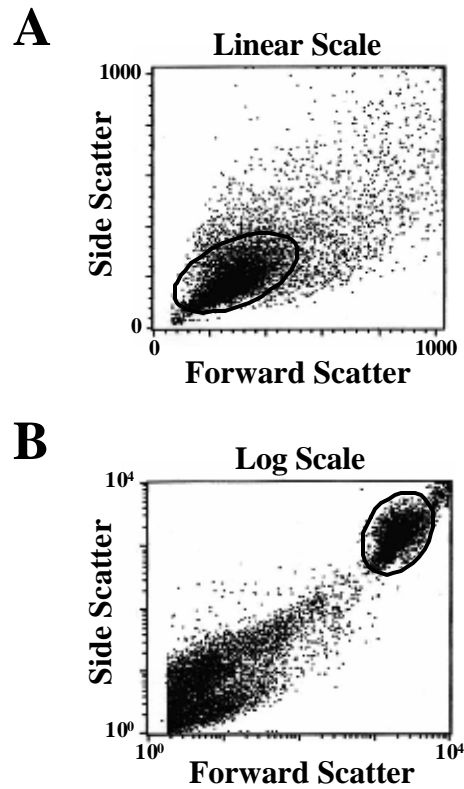 A
Linear Scale
1000
Side Scatter
0
0 1000
Forward Scatter
B
Log Scale
10⁴
Side Scatter
10⁰
10⁰ 10⁴
Forward Scatter